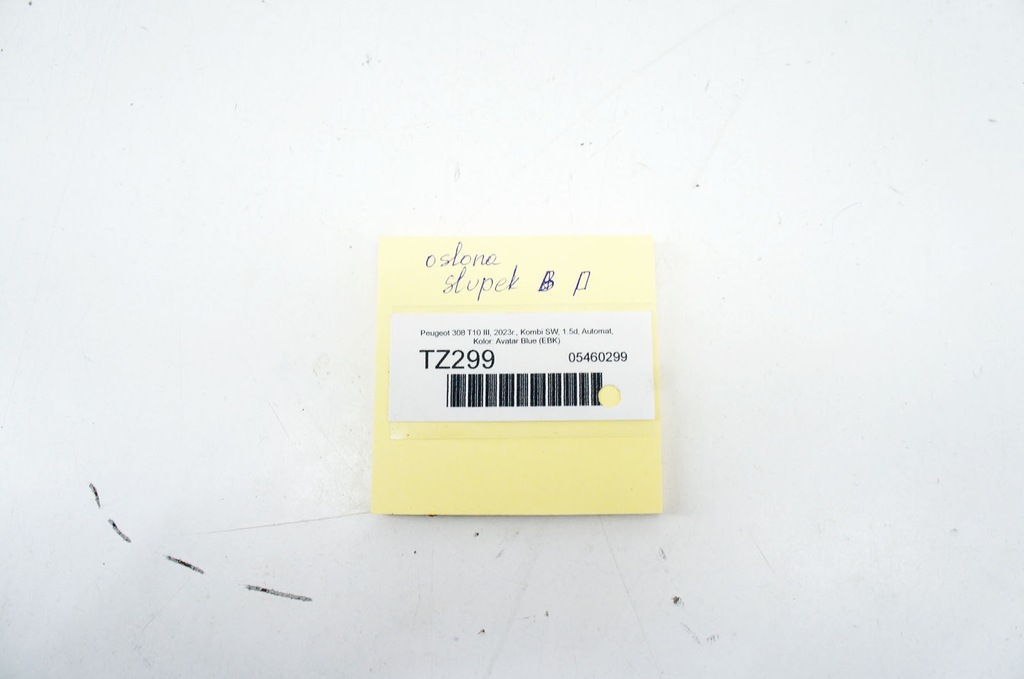 osłona
słupek B
Peugeot 308 T10 III, 2023r., Kombi SW, 1.5d, Automat,
Kolor: Avatar Blue (EBK)
TZ299 05460299